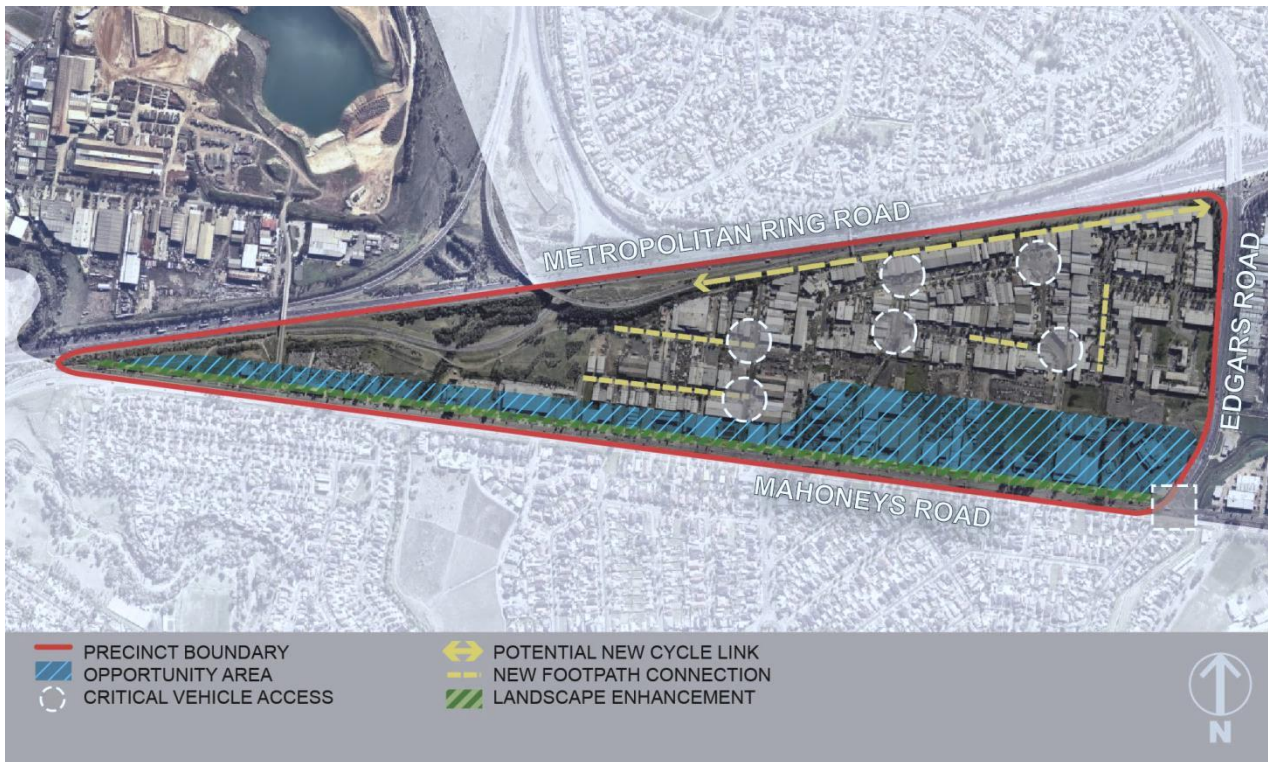 METROPOLITAN RING ROAD
EDGARS ROAD
MAHONEYS ROAD
PRECINCT BOUNDARY
OPPORTUNITY AREA
CRITICAL VEHICLE ACCESS
POTENTIAL NEW CYCLE LINK
NEW FOOTPATH CONNECTION
LANDSCAPE ENHANCEMENT
N